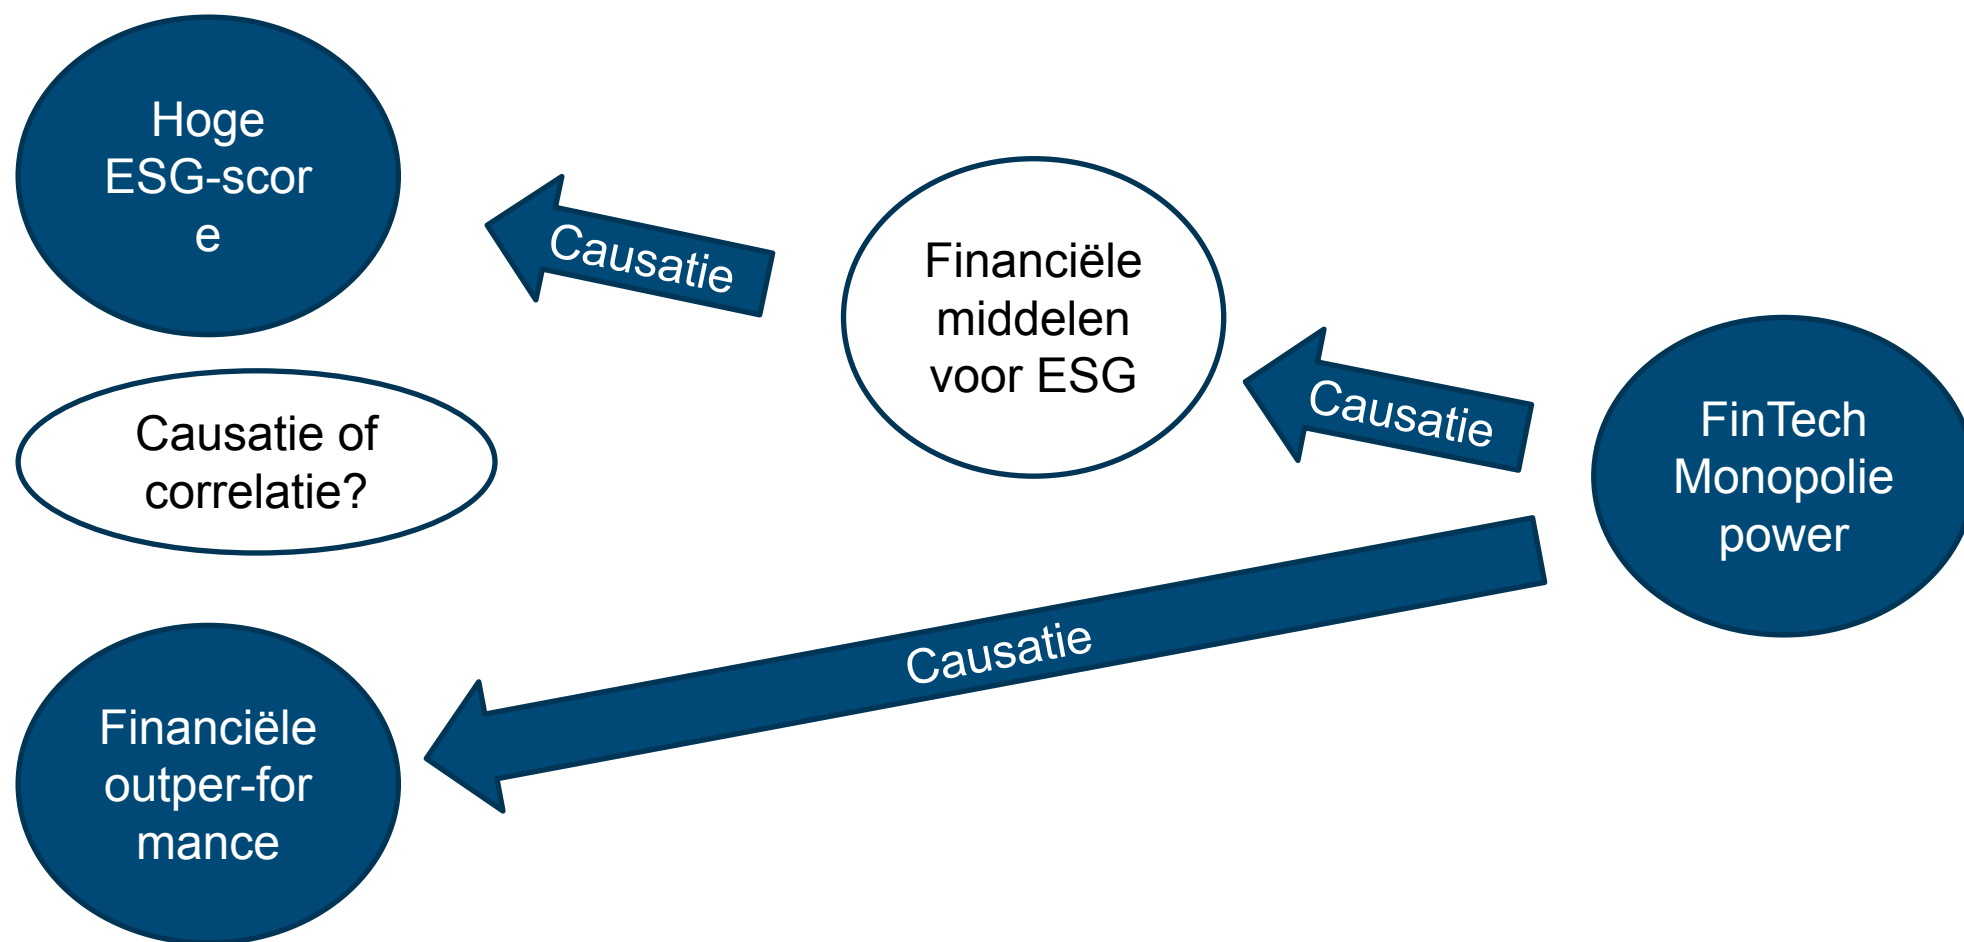 Hoge
ESG-scor
e
Causatie
Financiële
middelen
voor ESG
Causatie
FinTech
Monopolie
power
Causatie of
correlatie?
Causatie
Financiële
outper-for
mance